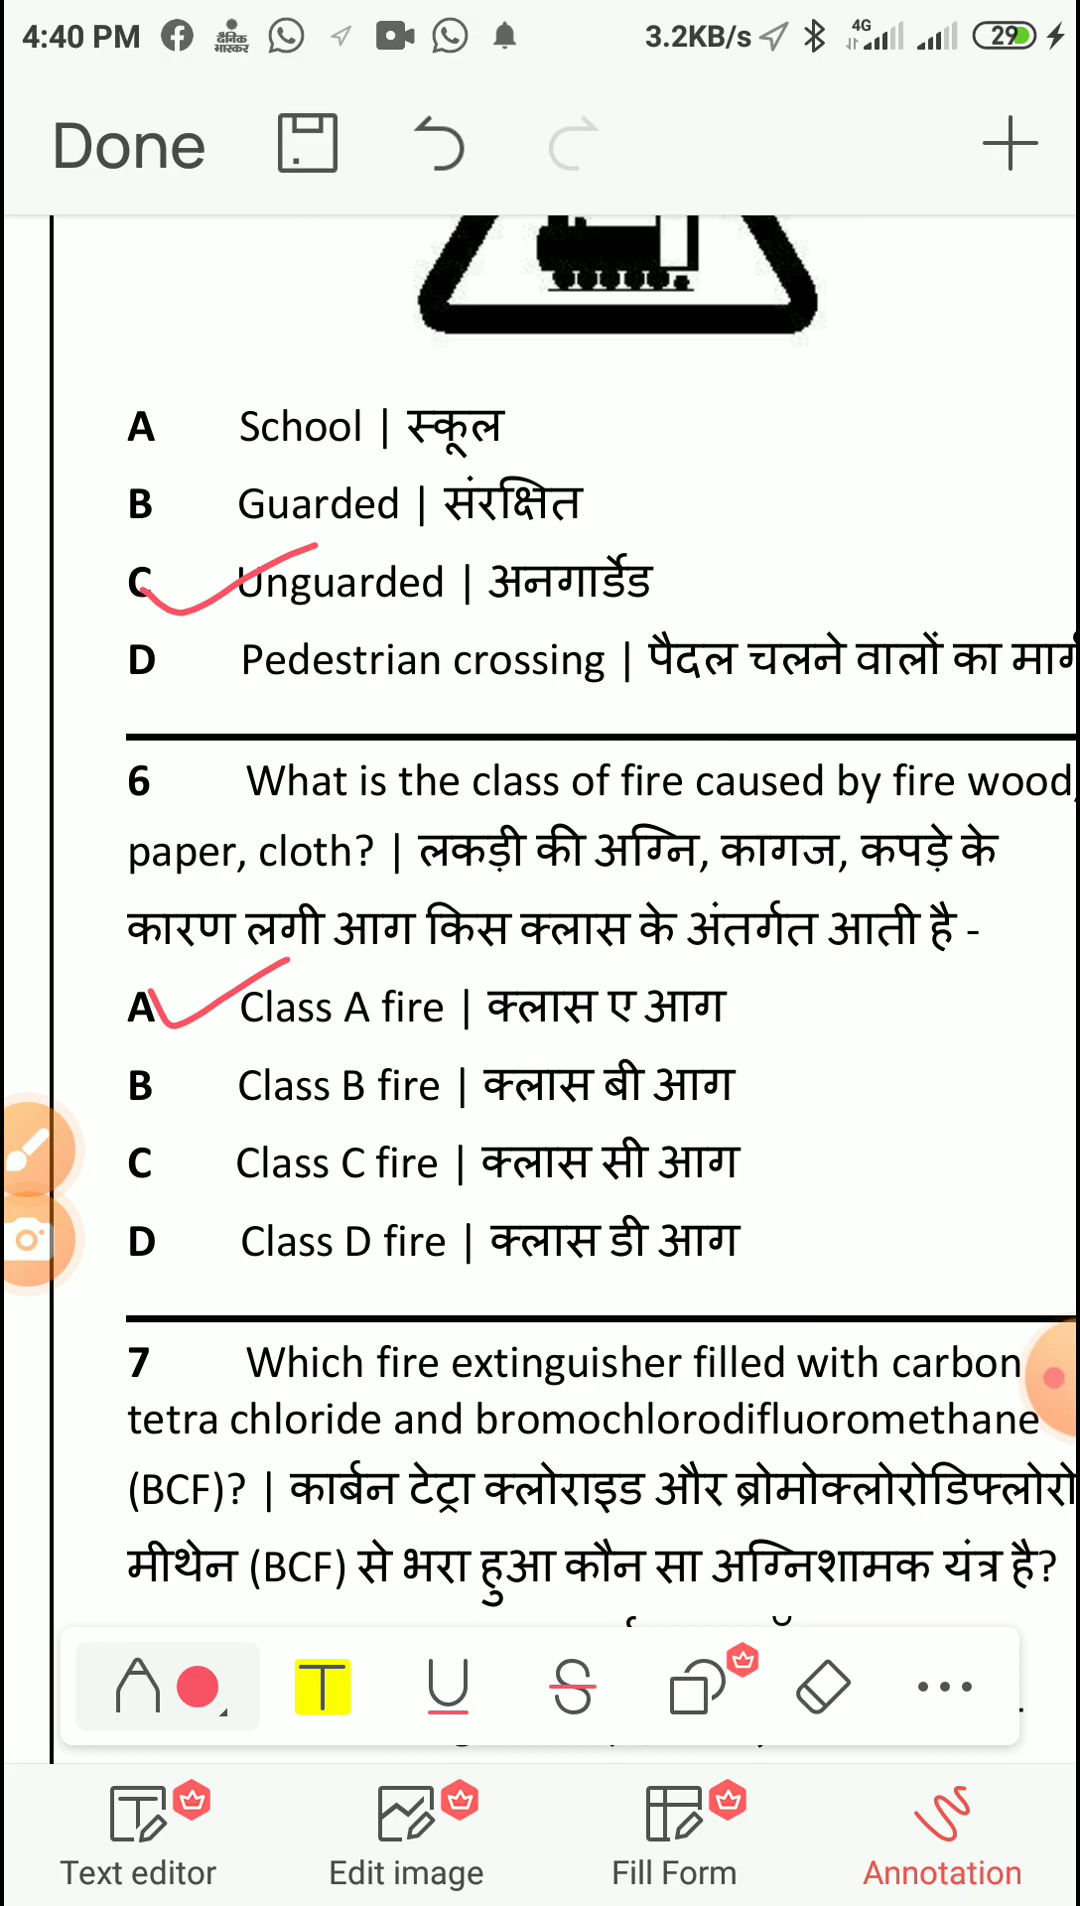 4:40 PM दैनिक भास्कर 3.2KB/s 4G 29
Done
A School | स्कूल
B Guarded | संरक्षित
C Unguarded | अनगार्डेड
D Pedestrian crossing | पैदल चलने वालों का मार्ग
6 What is the class of fire caused by fire wood,
paper, cloth? | लकड़ी की अग्नि, कागज, कपड़े के
कारण लगी आग किस क्लास के अंतर्गत आती है -
A Class A fire | क्लास ए आग
B Class B fire | क्लास बी आग
C Class C fire | क्लास सी आग
D Class D fire | क्लास डी आग
7 Which fire extinguisher filled with carbon
tetra chloride and bromochlorodifluoromethane
(BCF)? | कार्बन टेट्रा क्लोराइड और ब्रोमोक्लोरोडिफ्लोरो
मीथेन (BCF) से भरा हुआ कौन सा अग्निशामक यंत्र है?
T U S
Text editor Edit image Fill Form Annotation